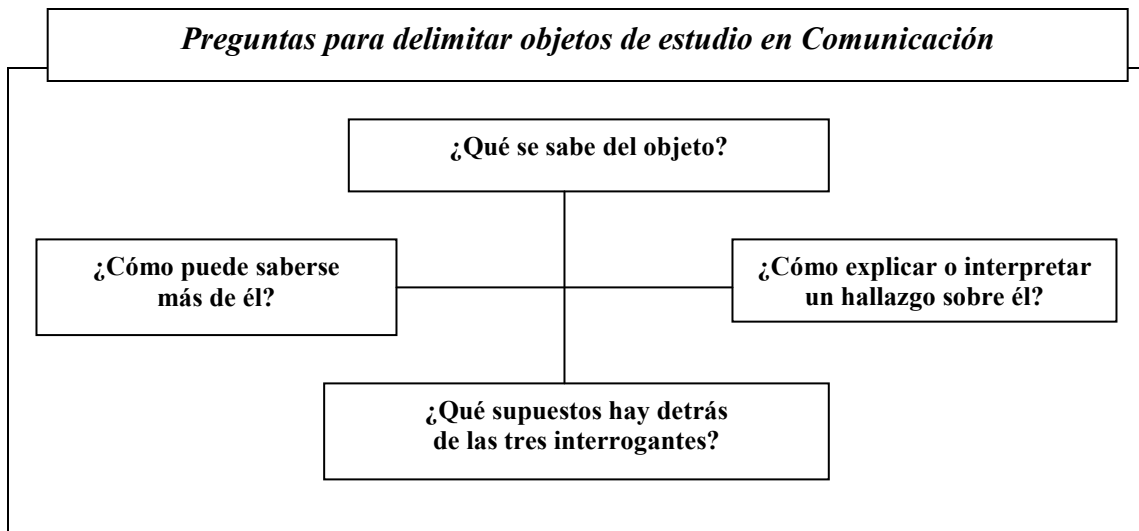 Preguntas para delimitar objetos de estudio en Comunicación
¿Qué se sabe del objeto?
¿Cómo puede saberse
más de él?
¿Cómo explicar o interpretar
un hallazgo sobre él?
¿Qué supuestos hay detrás
de las tres interrogantes?